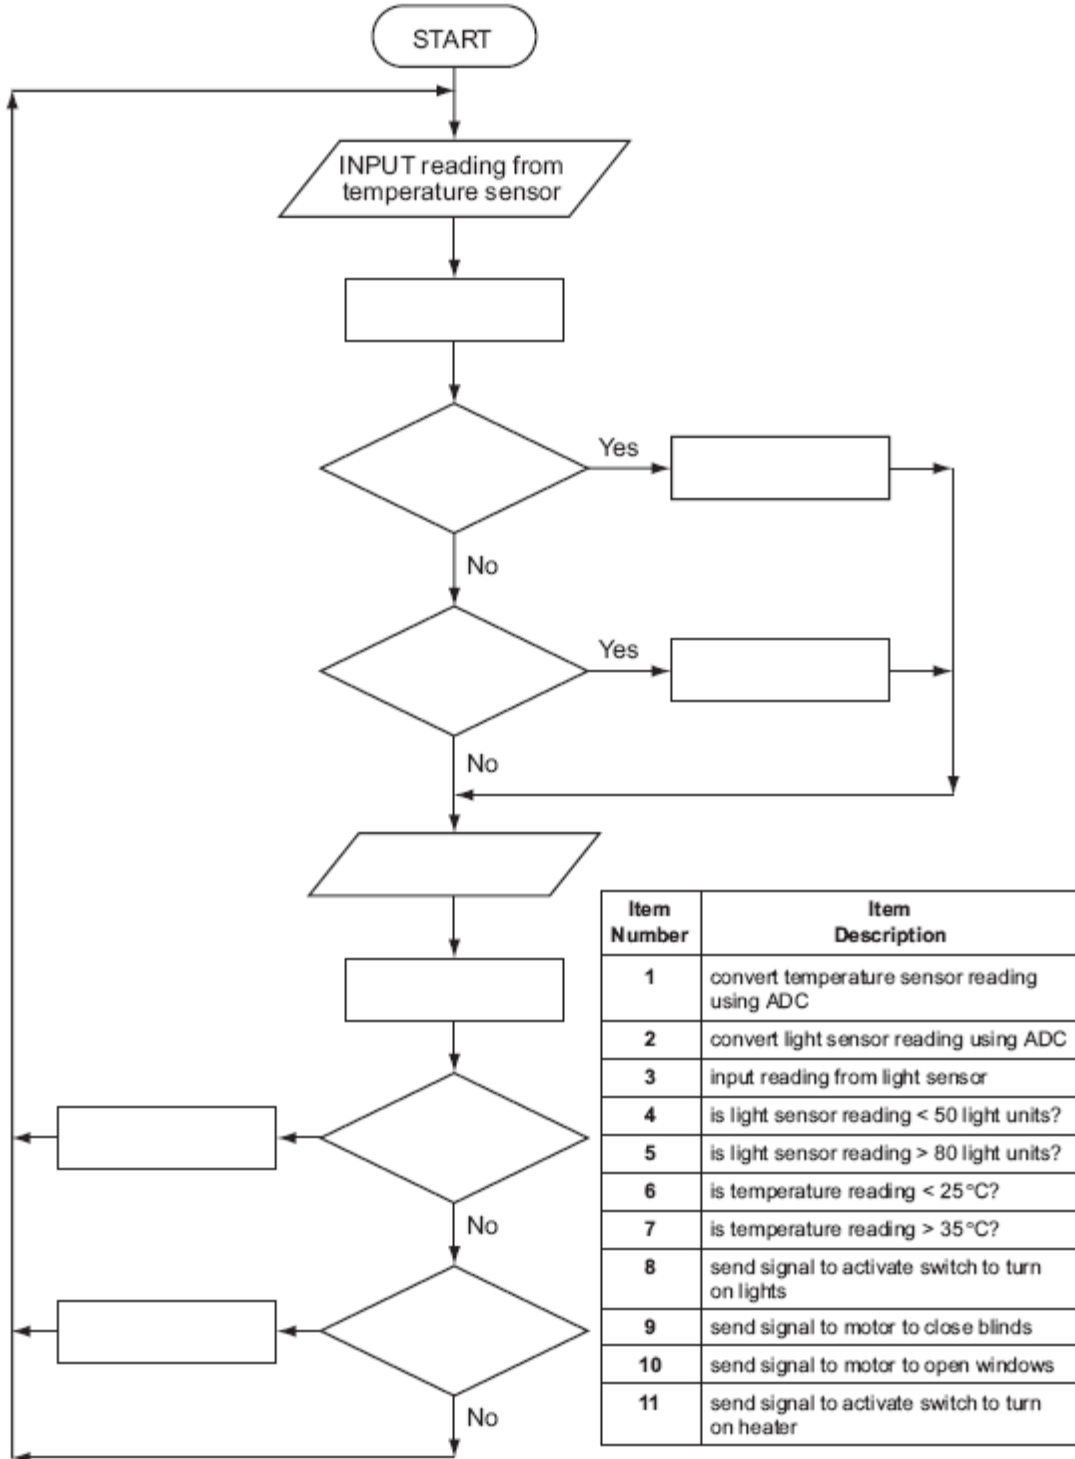 START
INPUT reading from
temperature sensor
Yes
No
Yes
No
No
No
Item
Number
Item
Description
1
convert temperature sensor reading
using ADC
2
convert light sensor reading using ADC
3
input reading from light sensor
4
is light sensor reading < 50 light units?
5
is light sensor reading > 80 light units?
6
is temperature reading < 25°C?
7
is temperature reading > 35°C?
8
send signal to activate switch to turn
on lights
9
send signal to motor to close blinds
10
send signal to motor to open windows
11
send signal to activate switch to turn
on heater